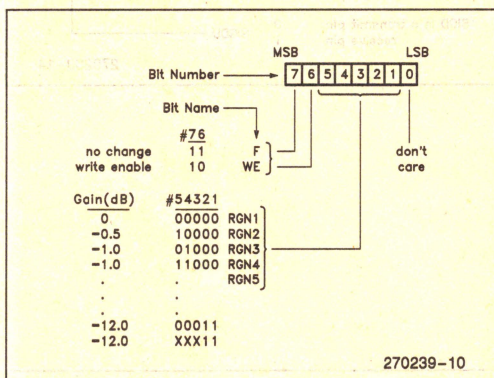 MSB LSB
Bit Number 7 6 5 4 3 2 1 0
Bit Name
#76
no change 11 F don't
write enable 10 WE care
Gain(dB) #54321
0 00000 RGN1
-0.5 10000 RGN2
-1.0 01000 RGN3
-1.0 11000 RGN4
. . RGN5
. .
. .
-12.0 00011
-12.0 XXX11
270239-10